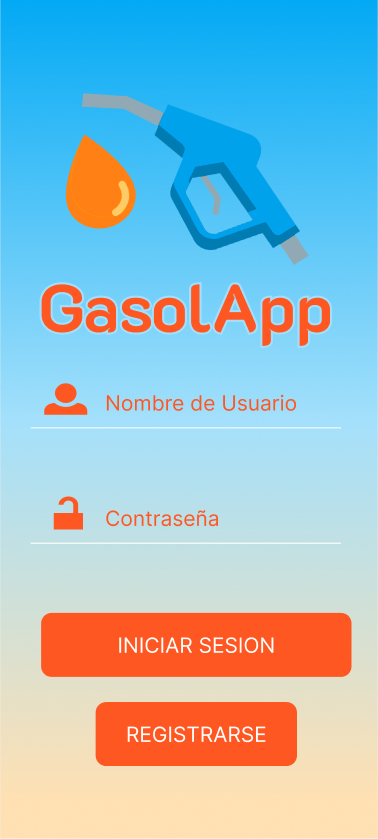 GasolApp
Nombre de Usuario
Contraseña
INICIAR SESION
REGISTRARSE